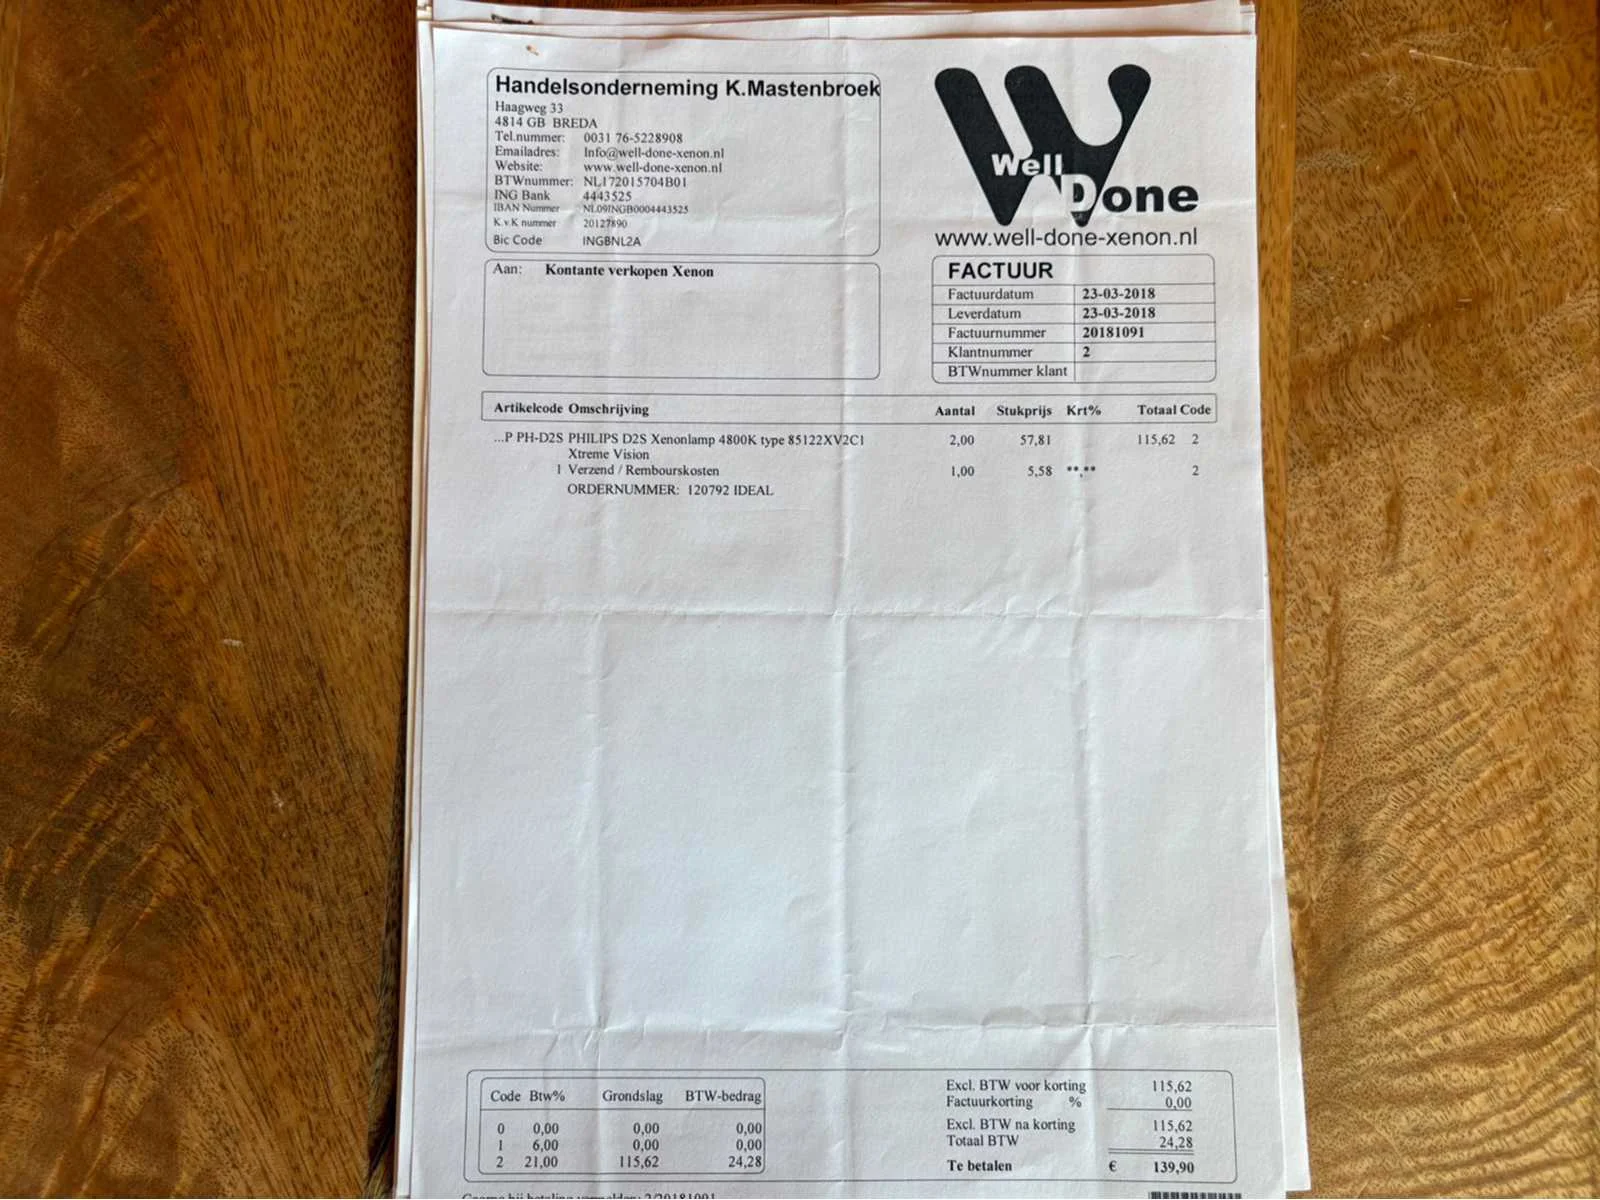 Handelsonderneming K.Mastenbroek
Haagweg 33
4814 GB BREDA
Tel.nummer: 0031 76-5228908
Emailadres: Info@well-done-xenon.nl
Website: www.well-done-xenon.nl
BTWnummer: NL172015704B01
ING Bank 4443525
IBAN Nummer NL09INGB0004443525
K.v.K nummer 20127890
Bic Code INGBNL2A
Well
Done
www.well-done-xenon.nl
Aan: Kontante verkopen Xenon
FACTUUR
Factuurdatum 23-03-2018
Leverdatum 23-03-2018
Factuurnummer 20181091
Klantnummer 2
BTWnummer klant
Artikelcode Omschrijving Aantal Stukprijs Krt% Totaal Code
...P PH-D2S PHILIPS D2S Xenonlamp 4800K type 85122XV2C1 2,00 57,81 115,62 2
Xtreme Vision
1 Verzend / Rembourskosten 1,00 5,58 **,** 2
ORDERNUMMER: 120792 IDEAL
Code Btw% Grondslag BTW-bedrag
0 0,00 0,00 0,00
1 6,00 0,00 0,00
2 21,00 115,62 24,28
Excl. BTW voor korting 115,62
Factuurkorting % 0,00
Excl. BTW na korting 115,62
Totaal BTW 24,28
Te betalen € 139,90
Gaarne bij betaling vermelden: 2/20181091